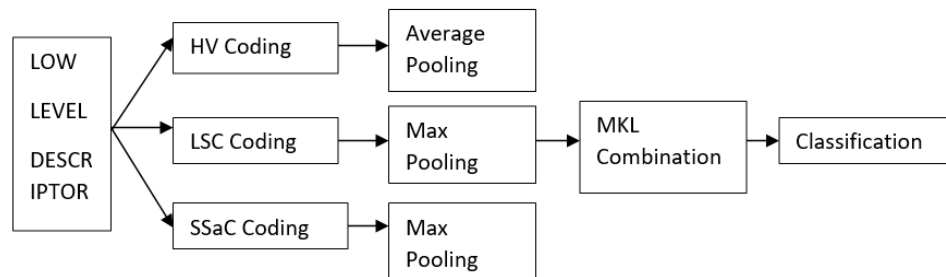 LOW
LEVEL
DESCR
IPTOR
HV Coding
Average
Pooling
LSC Coding
Max
Pooling
MKL
Combination
Classification
SSaC Coding
Max
Pooling